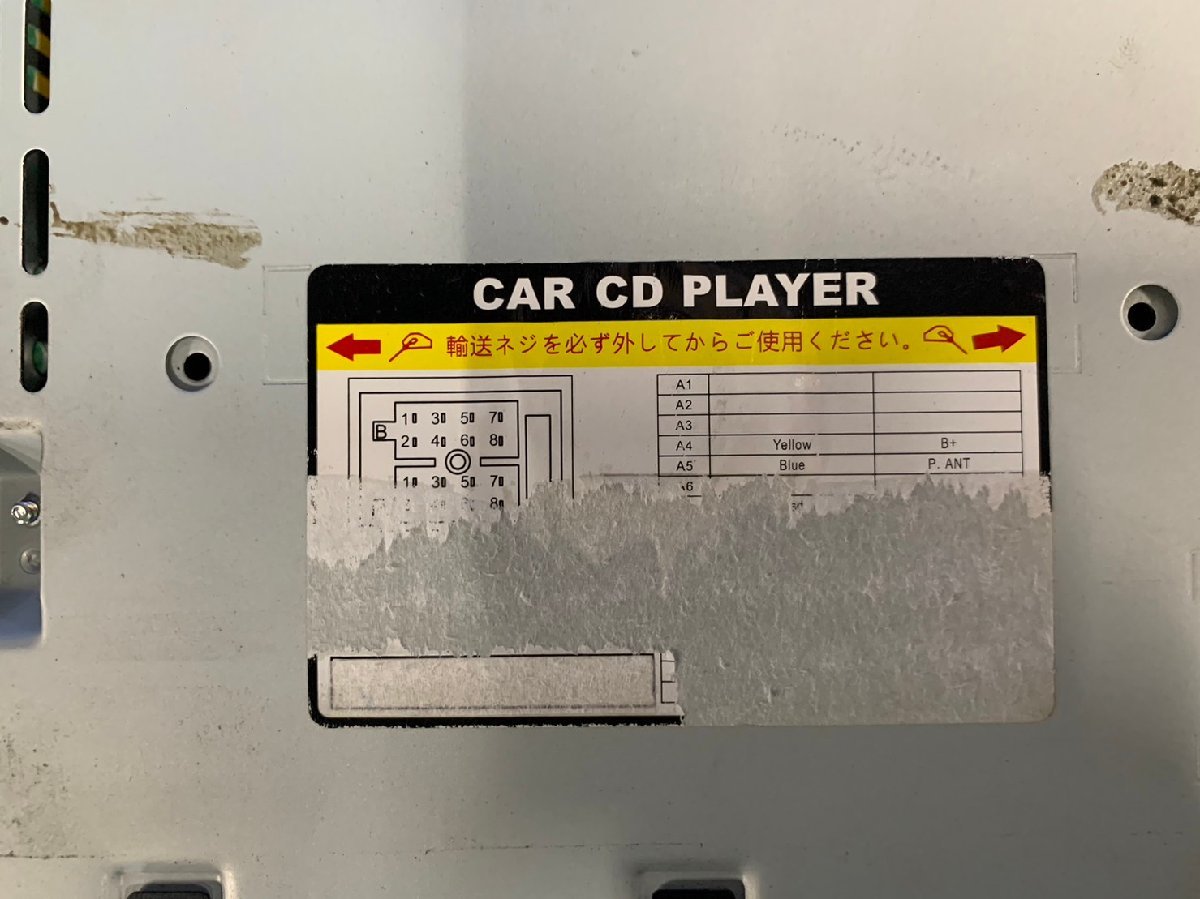 CAR CD PLAYER
輸送ネジを必ず外してからご使用ください。
1 3 5 7
B
2 4 6 8
1 3 5 7
8
A1
A2
A3
A4 Yellow B+
A5 Blue P. ANT
A6